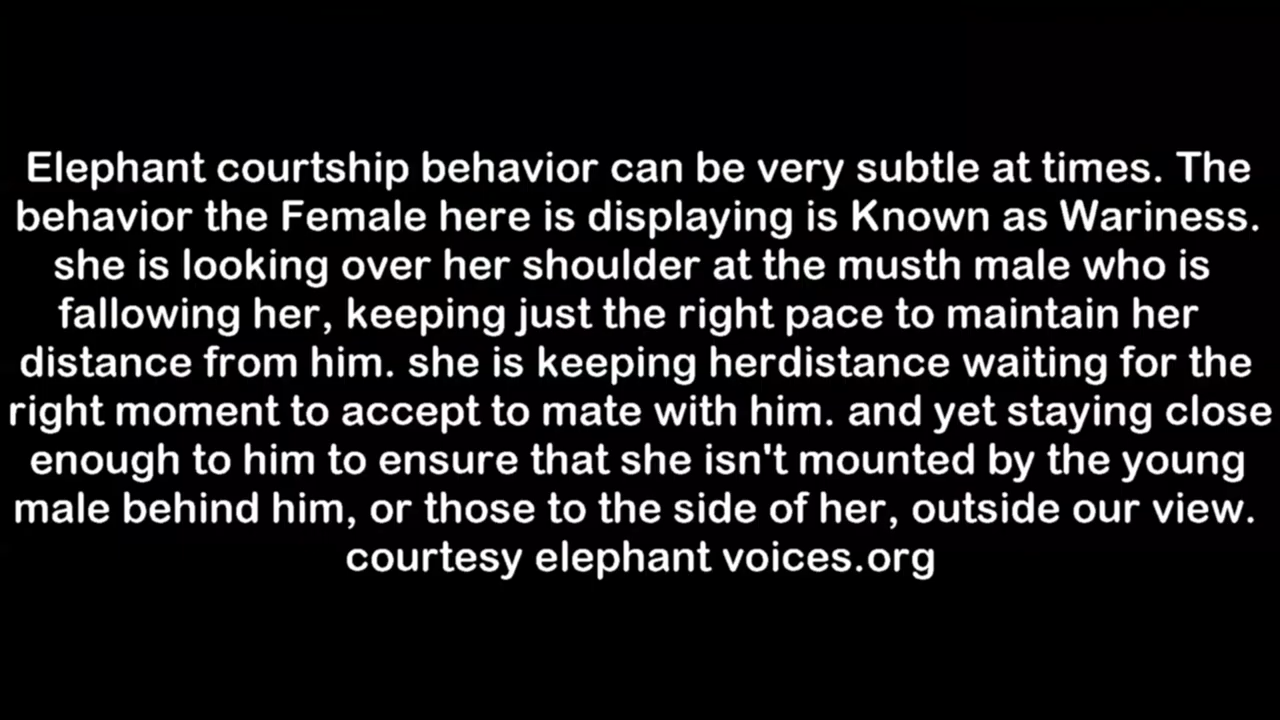 Elephant courtship behavior can be very subtle at times. The
behavior the Female here is displaying is Known as Wariness.
she is looking over her shoulder at the musth male who is
fallowing her, keeping just the right pace to maintain her
distance from him. she is keeping herdistance waiting for the
right moment to accept to mate with him. and yet staying close
enough to him to ensure that she isn't mounted by the young
male behind him, or those to the side of her, outside our view.
courtesy elephant voices.org